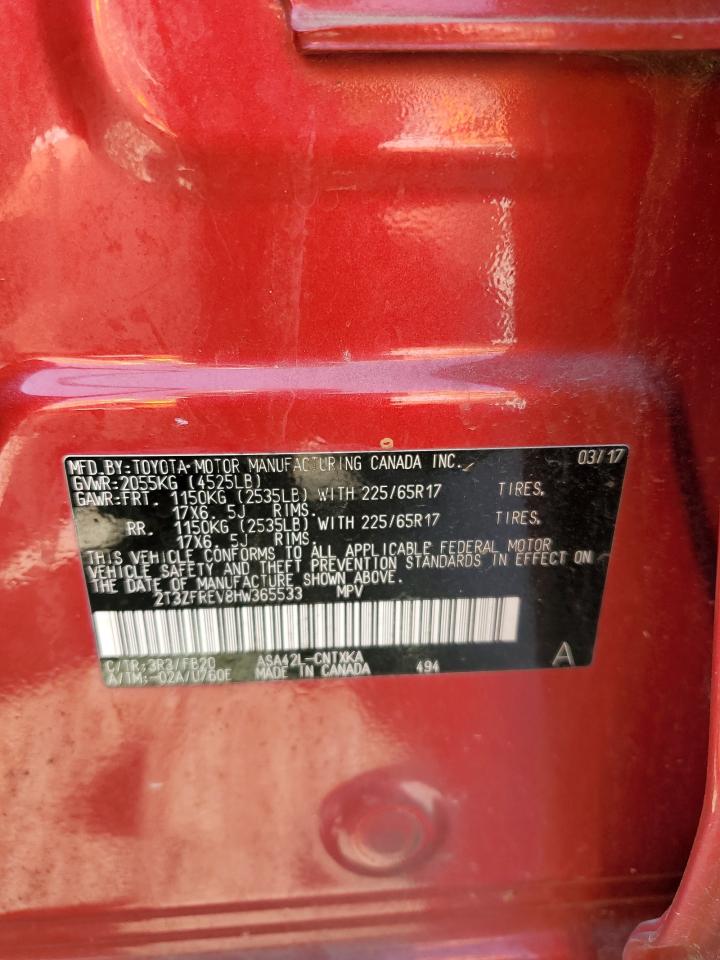 MFD.BY:TOYOTA MOTOR MANUFACTURING CANADA INC. 03/17
GVWR:2055KG (4525LB)
GAWR:FRT. 1150KG (2535LB) WITH 225/65R17 TIRES,
17X6. 5J RIMS.
RR. 1150KG (2535LB) WITH 225/65R17 TIRES,
17X6. 5J RIMS.
THIS VEHICLE CONFORMS TO ALL APPLICABLE FEDERAL MOTOR
VEHICLE SAFETY AND THEFT PREVENTION STANDARDS IN EFFECT ON
THE DATE OF MANUFACTURE SHOWN ABOVE.
2T3ZFREV8HW365533 MPV
C/TR:3R3/FB20 ASA42L-CNTXKA A
A/TM:-02A/U760E MADE IN CANADA 494